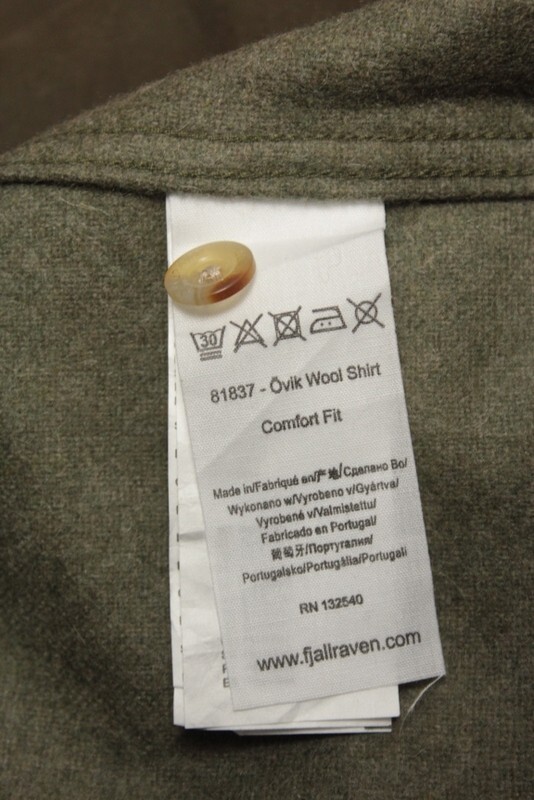 30
81837 - Övik Wool Shirt
Comfort Fit
Made in/Fabriqué en/产地/Сделано Во/
Wykonano w/Vyrobeno v/Gyártva/
Vyrobené v/Valmistettu/
Fabricado en Portugal/
葡萄牙/Португалия/
Portugalsko/Portugália/Portugali
RN 132540
www.fjallraven.com